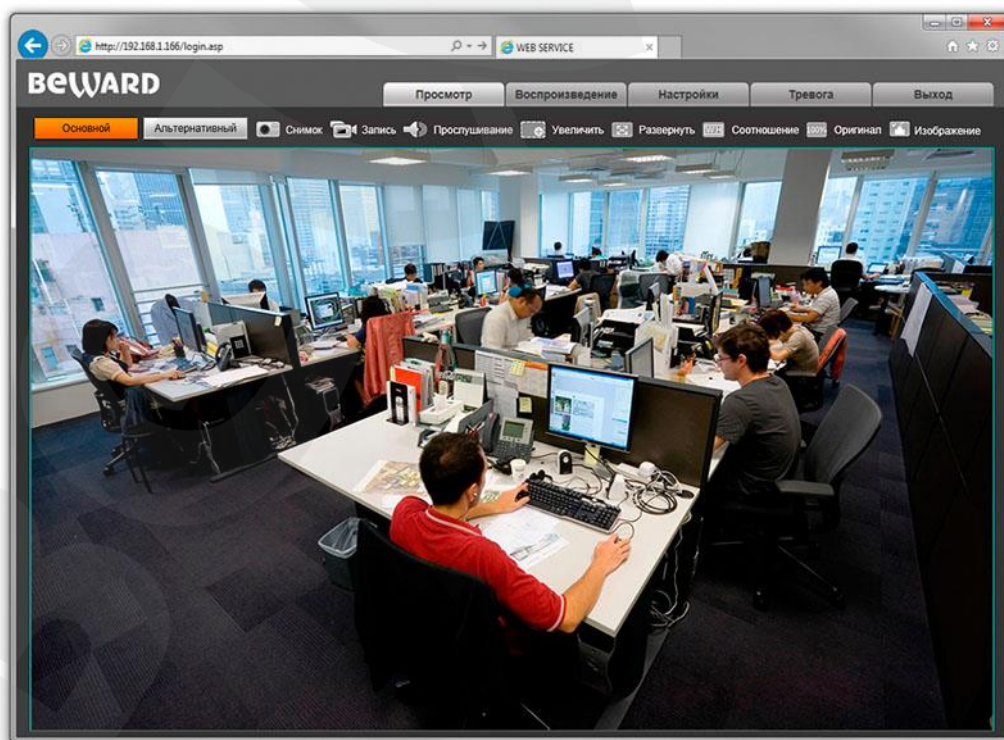 http://192.168.1.166/login.asp
WEB SERVICE
BEWARD
Просмотр
Воспроизведение
Настройки
Тревога
Выход
Основной
Альтернативный
Снимок
Запись
Прослушивание
Увеличить
Развернуть
Соотношение
100%
Оригинал
Изображение